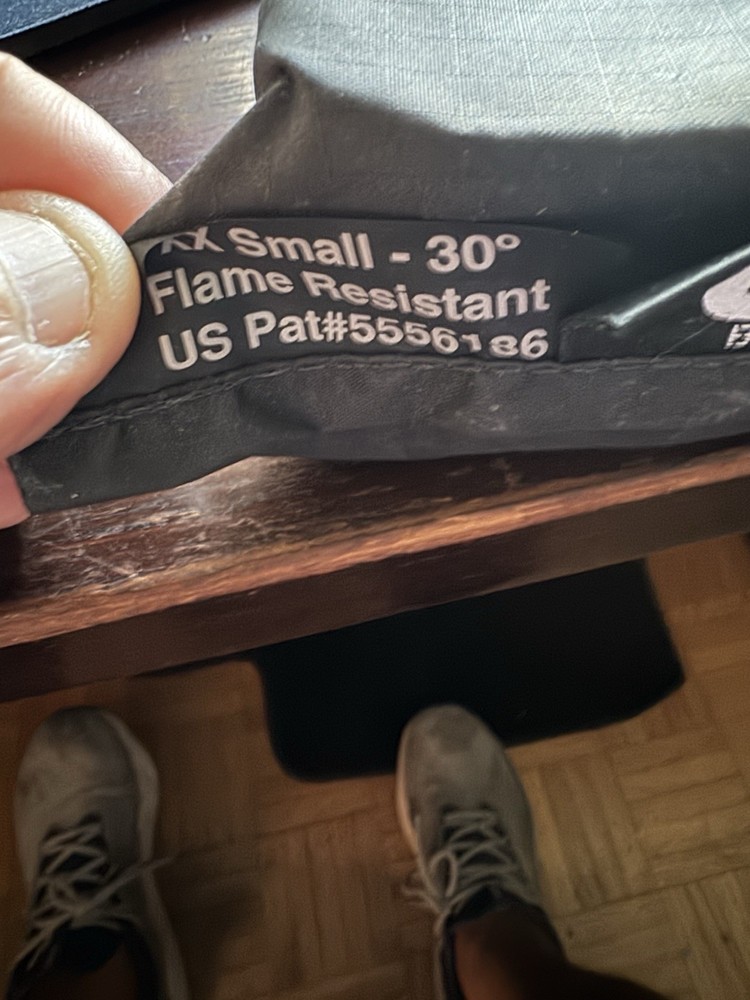 XX Small - 30°
Flame Resistant
US Pat#5556186